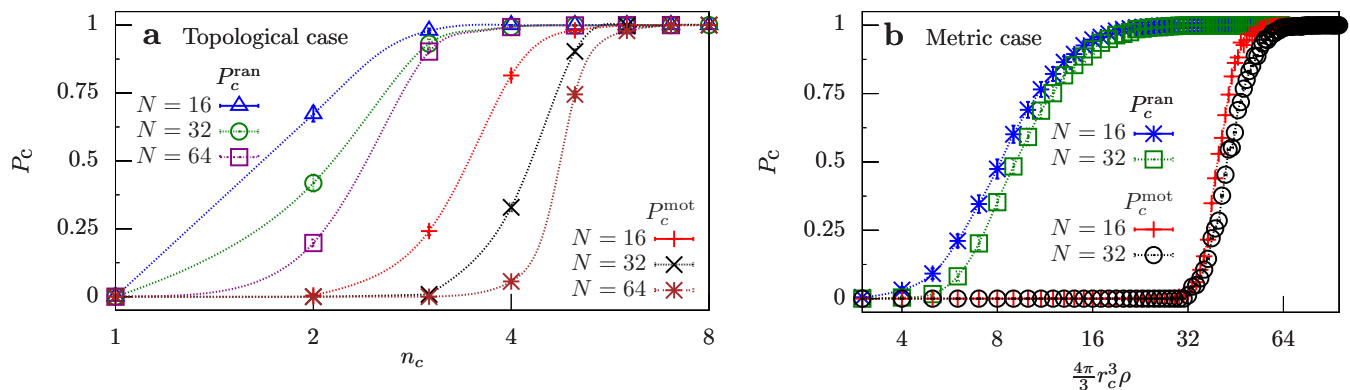 a Topological case
P_c^ran
N = 16
N = 32
N = 64
P_c^mot
N = 16
N = 32
N = 64
1
0.75
0.5
0.25
0
P_c
1
2
4
8
n_c
b Metric case
P_c^ran
N = 16
N = 32
P_c^mot
N = 16
N = 32
1
0.75
0.5
0.25
0
P_c
4
8
16
32
64
4π/3 r_c^3 ρ